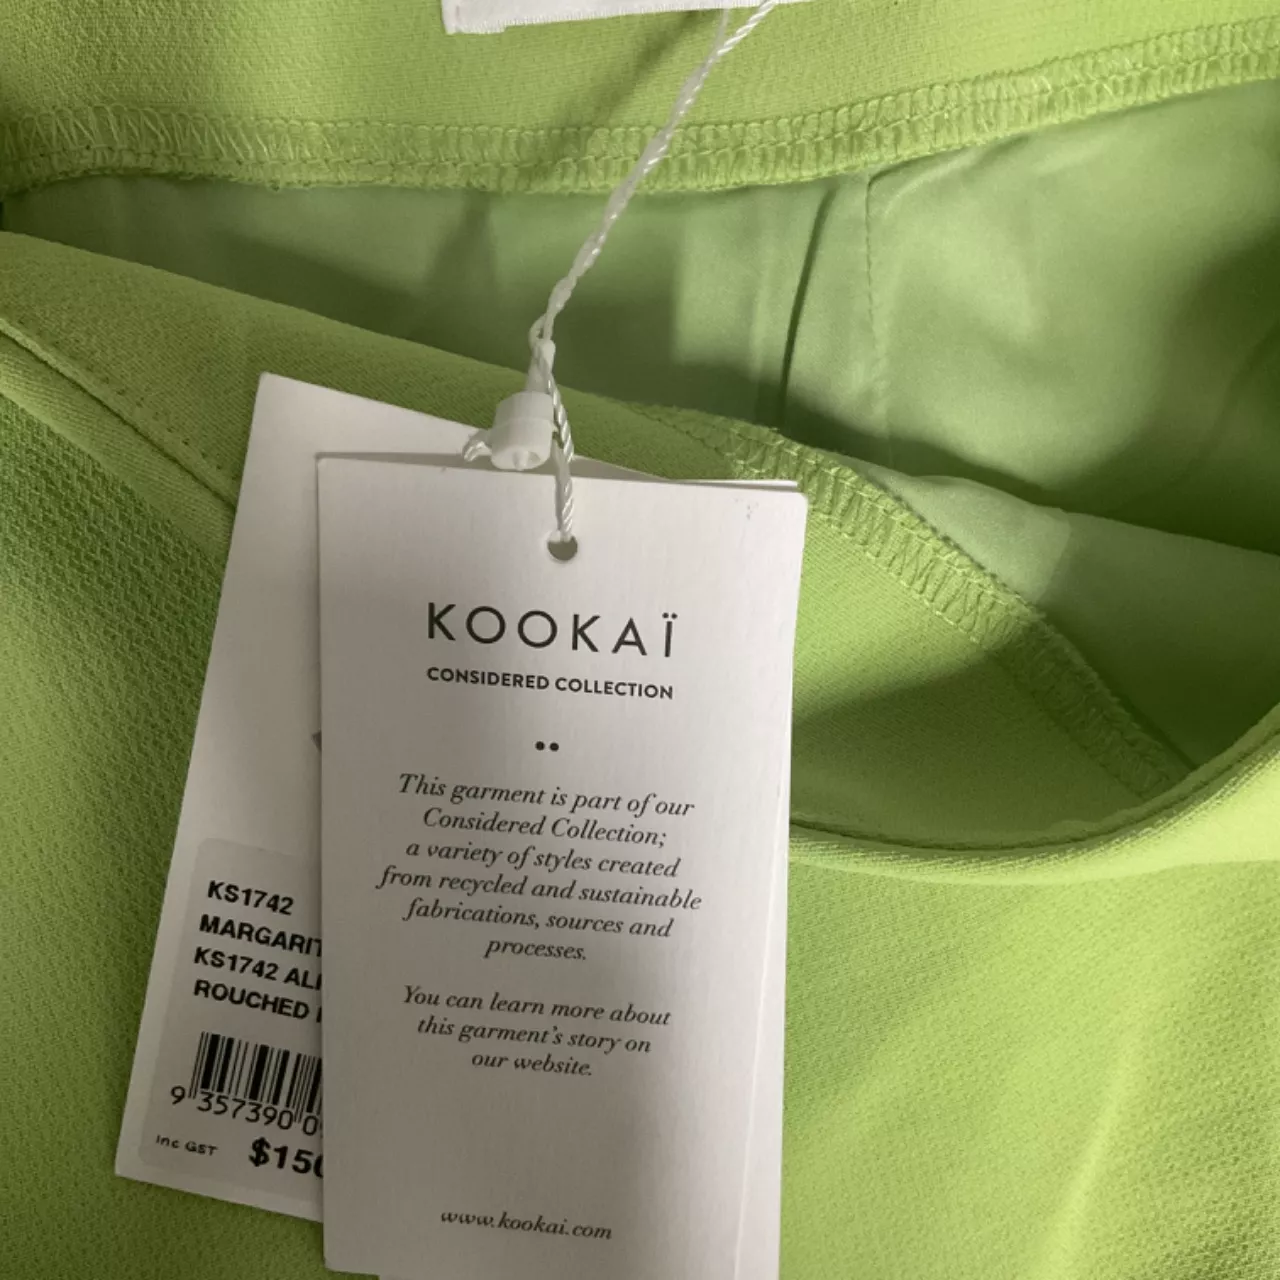 KOOKAÏ
CONSIDERED COLLECTION
This garment is part of our
Considered Collection;
a variety of styles created
from recycled and sustainable
fabrications, sources and
processes.
You can learn more about
this garment's story on
our website.
www.kookai.com
KS1742
MARGARIT
KS1742 ALI
ROUCHED
9 357390 0
Inc GST
$150